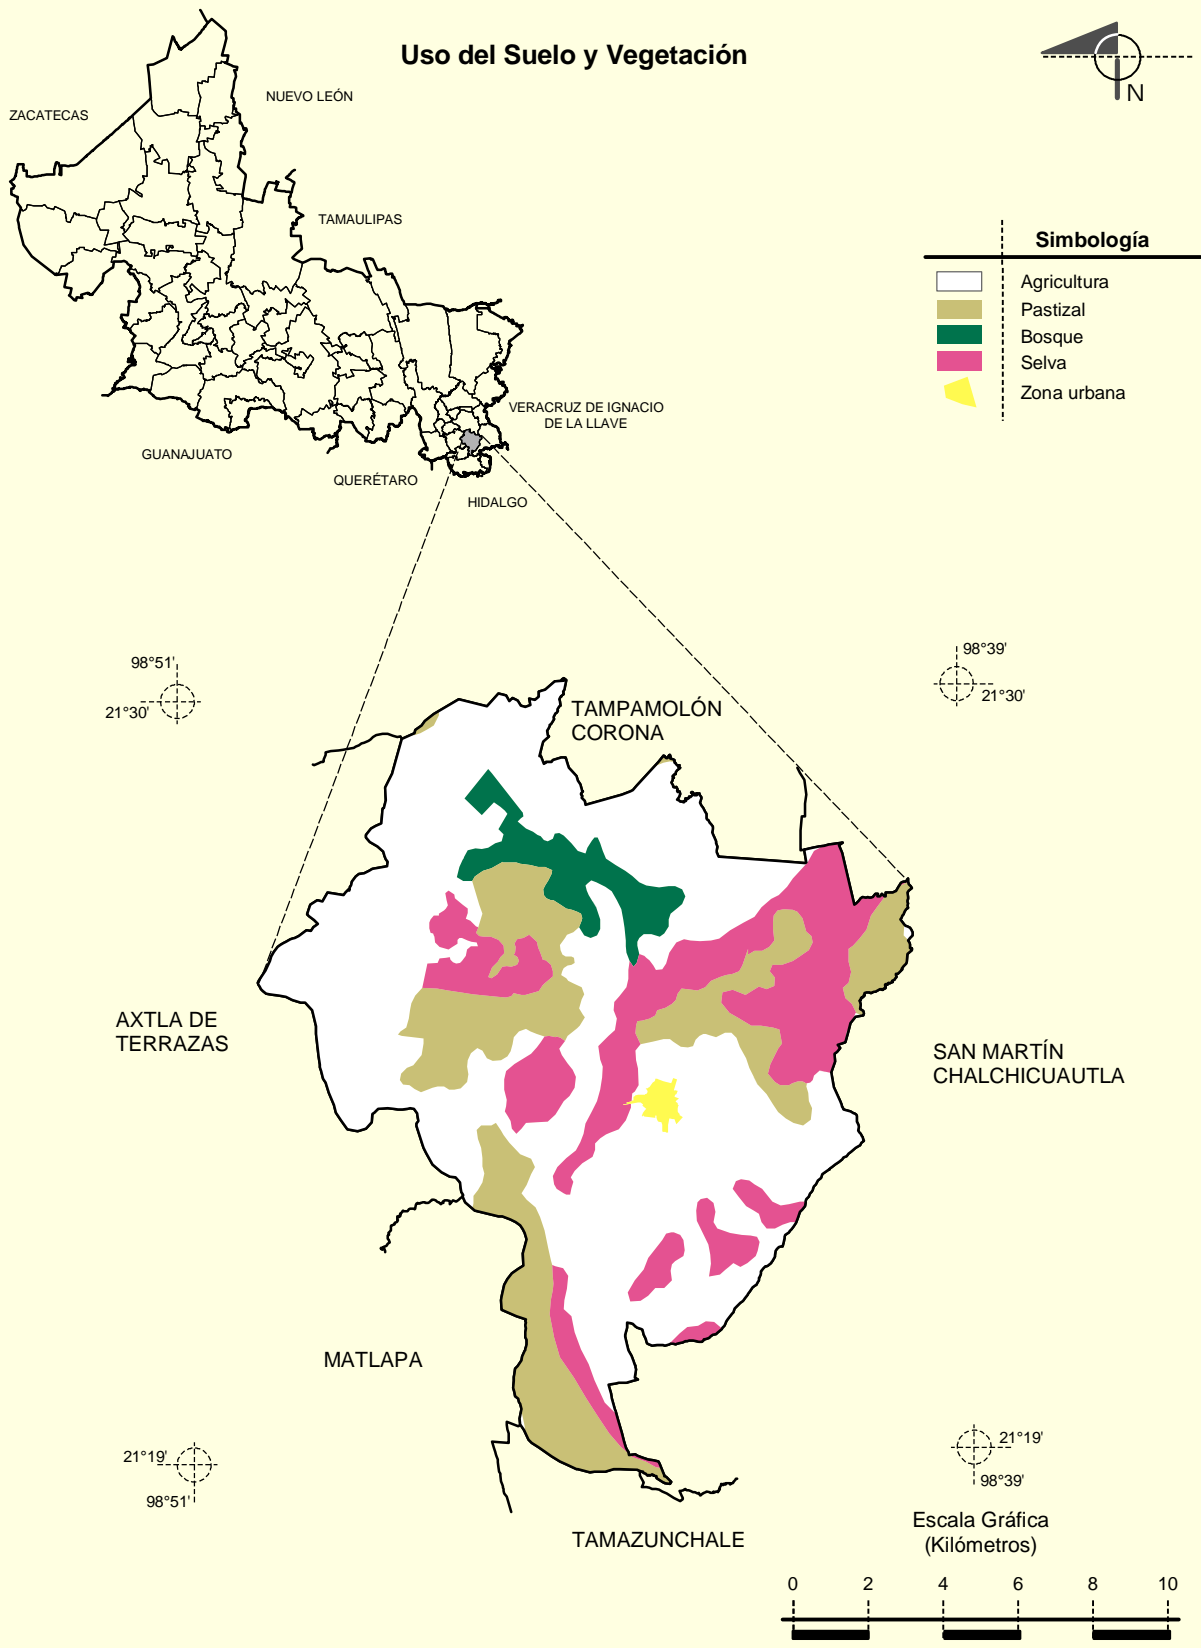 Uso del Suelo y Vegetación
N
NUEVO LEÓN
ZACATECAS
TAMAULIPAS
VERACRUZ DE IGNACIO
DE LA LLAVE
GUANAJUATO
QUERÉTARO
HIDALGO
Simbología
Agricultura
Pastizal
Bosque
Selva
Zona urbana
98°51'
21°30'
98°39'
21°30'
TAMPAMOLÓN
CORONA
AXTLA DE
TERRAZAS
SAN MARTÍN
CHALCHICUAUTLA
MATLAPA
21°19'
98°51'
21°19'
98°39'
TAMAZUNCHALE
Escala Gráfica
(Kilómetros)
0 2 4 6 8 10